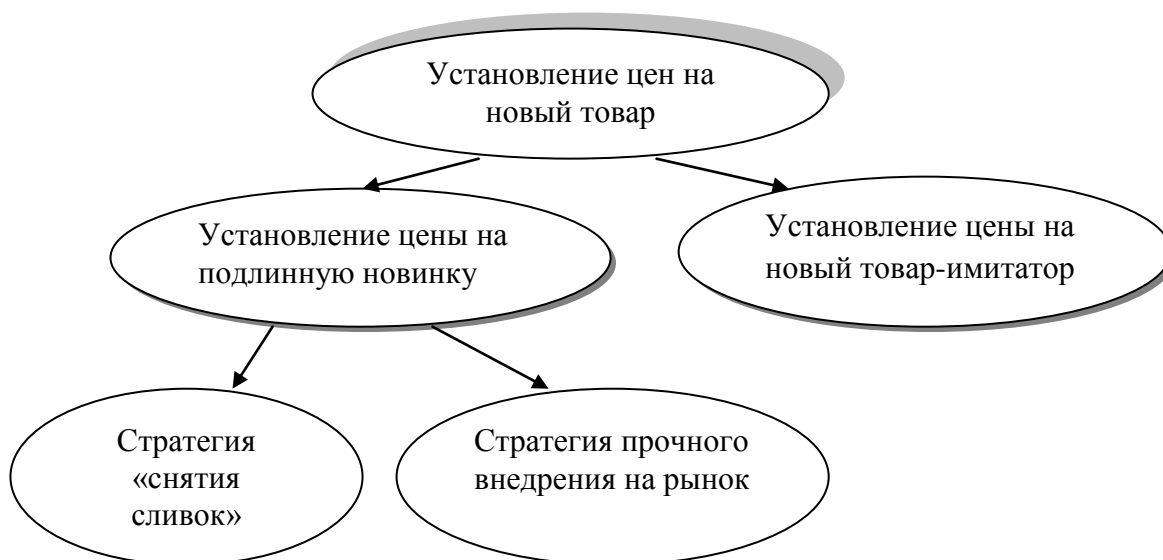 Установление цен на
новый товар
Установление цены на
подлинную новинку
Установление цены на
новый товар-имитатор
Стратегия
«снятия
сливок»
Стратегия прочного
внедрения на рынок